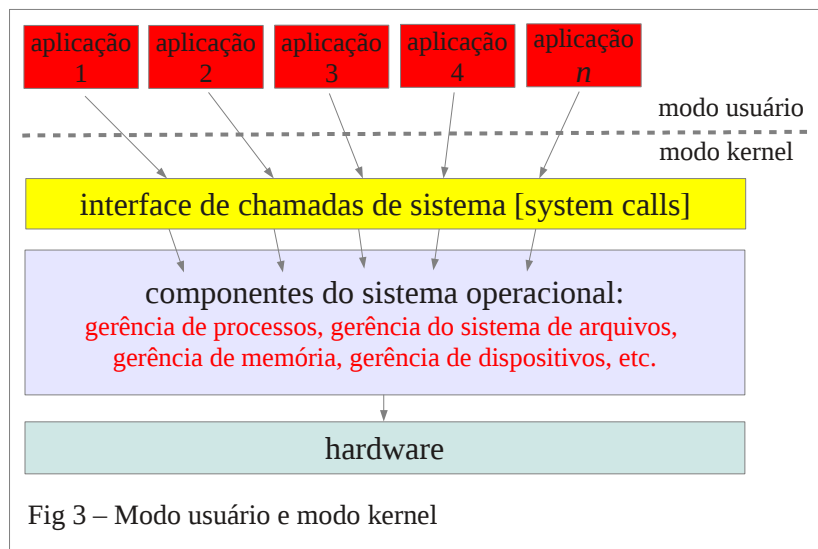 aplicação
1
aplicação
2
aplicação
3
aplicação
4
aplicação
n
modo usuário
modo kernel
interface de chamadas de sistema [system calls]
componentes do sistema operacional:
gerência de processos, gerência do sistema de arquivos,
gerência de memória, gerência de dispositivos, etc.
hardware
Fig 3 – Modo usuário e modo kernel